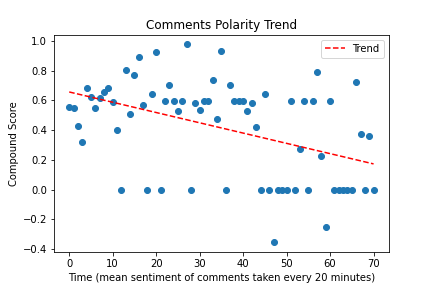 Comments Polarity Trend
Trend
Compound Score
1.0
0.8
0.6
0.4
0.2
0.0
−0.2
−0.4
0 10 20 30 40 50 60 70
Time (mean sentiment of comments taken every 20 minutes)